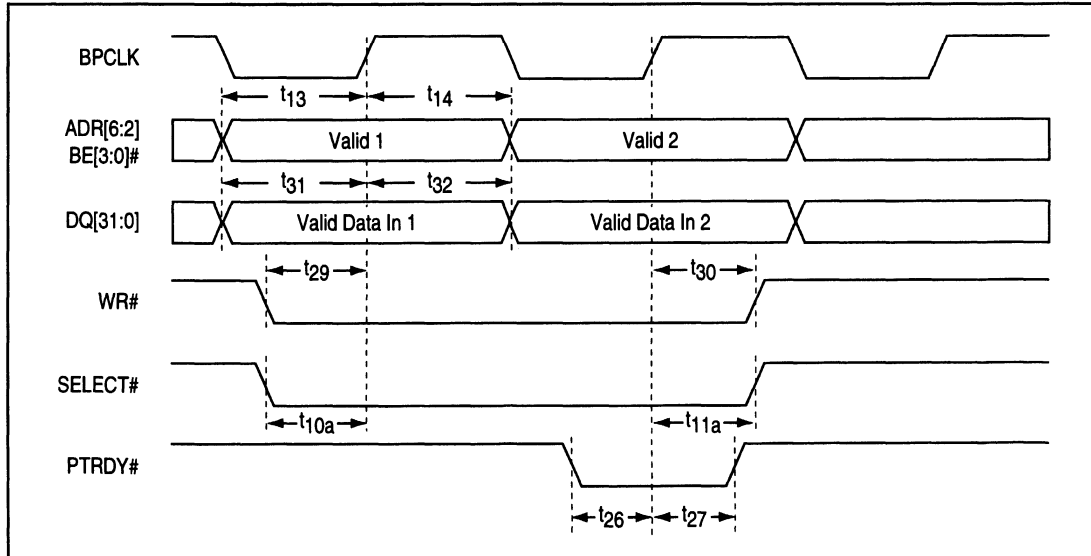 BPCLK
t13 t14
ADR[6:2]
BE[3:0]#
Valid 1 Valid 2
t31 t32
DQ[31:0]
Valid Data In 1 Valid Data In 2
t29 t30
WR#
SELECT#
t10a t11a
PTRDY#
t26 t27